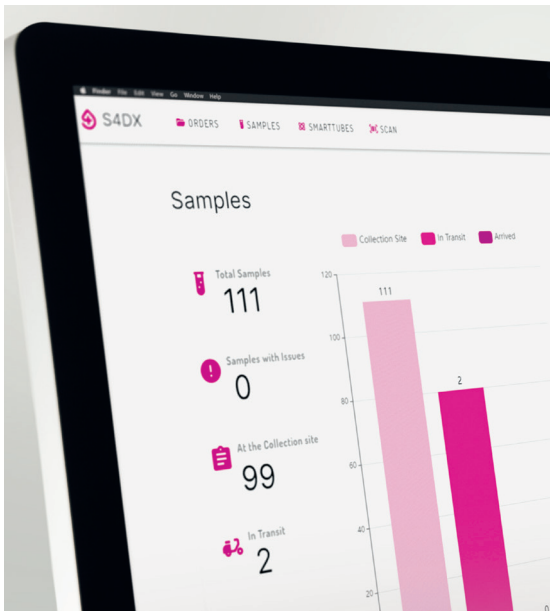 Finder File Edit View Go Window Help
S4DX ORDERS SAMPLES SMARTTUBES SCAN
Samples
Collection Site In Transit Arrived
Total Samples
111
Samples with Issues
0
At the Collection site
99
In Transit
2
120
100
80
60
40
20
111
2
0